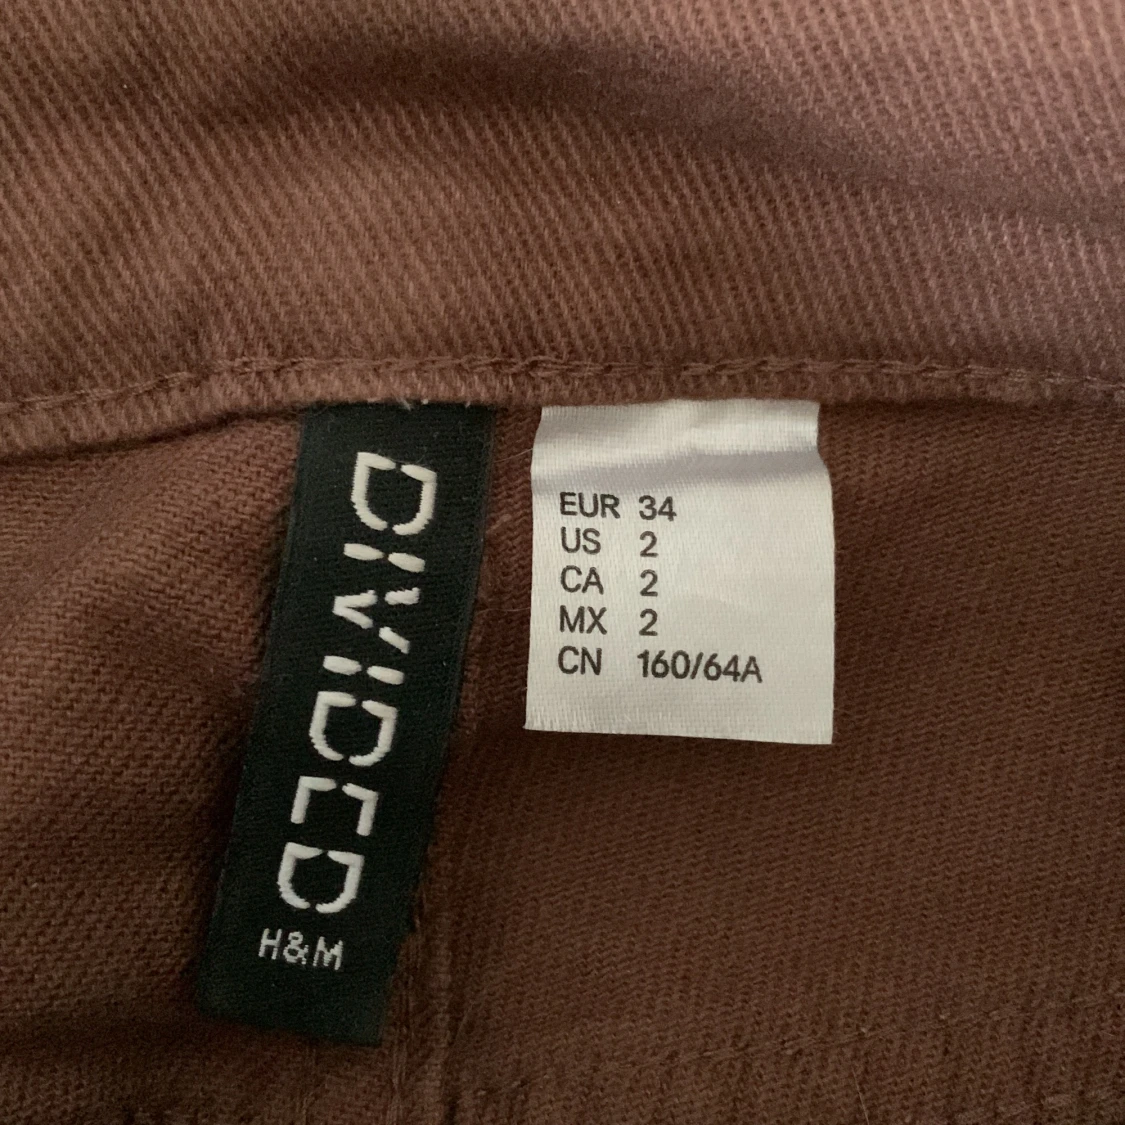 DIVIDED
H&M
EUR 34
US 2
CA 2
MX 2
CN 160/64A